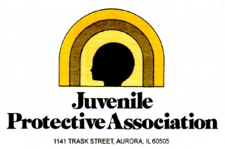 Juvenile
Protective Association
1141 TRASK STREET, AURORA, IL 60505